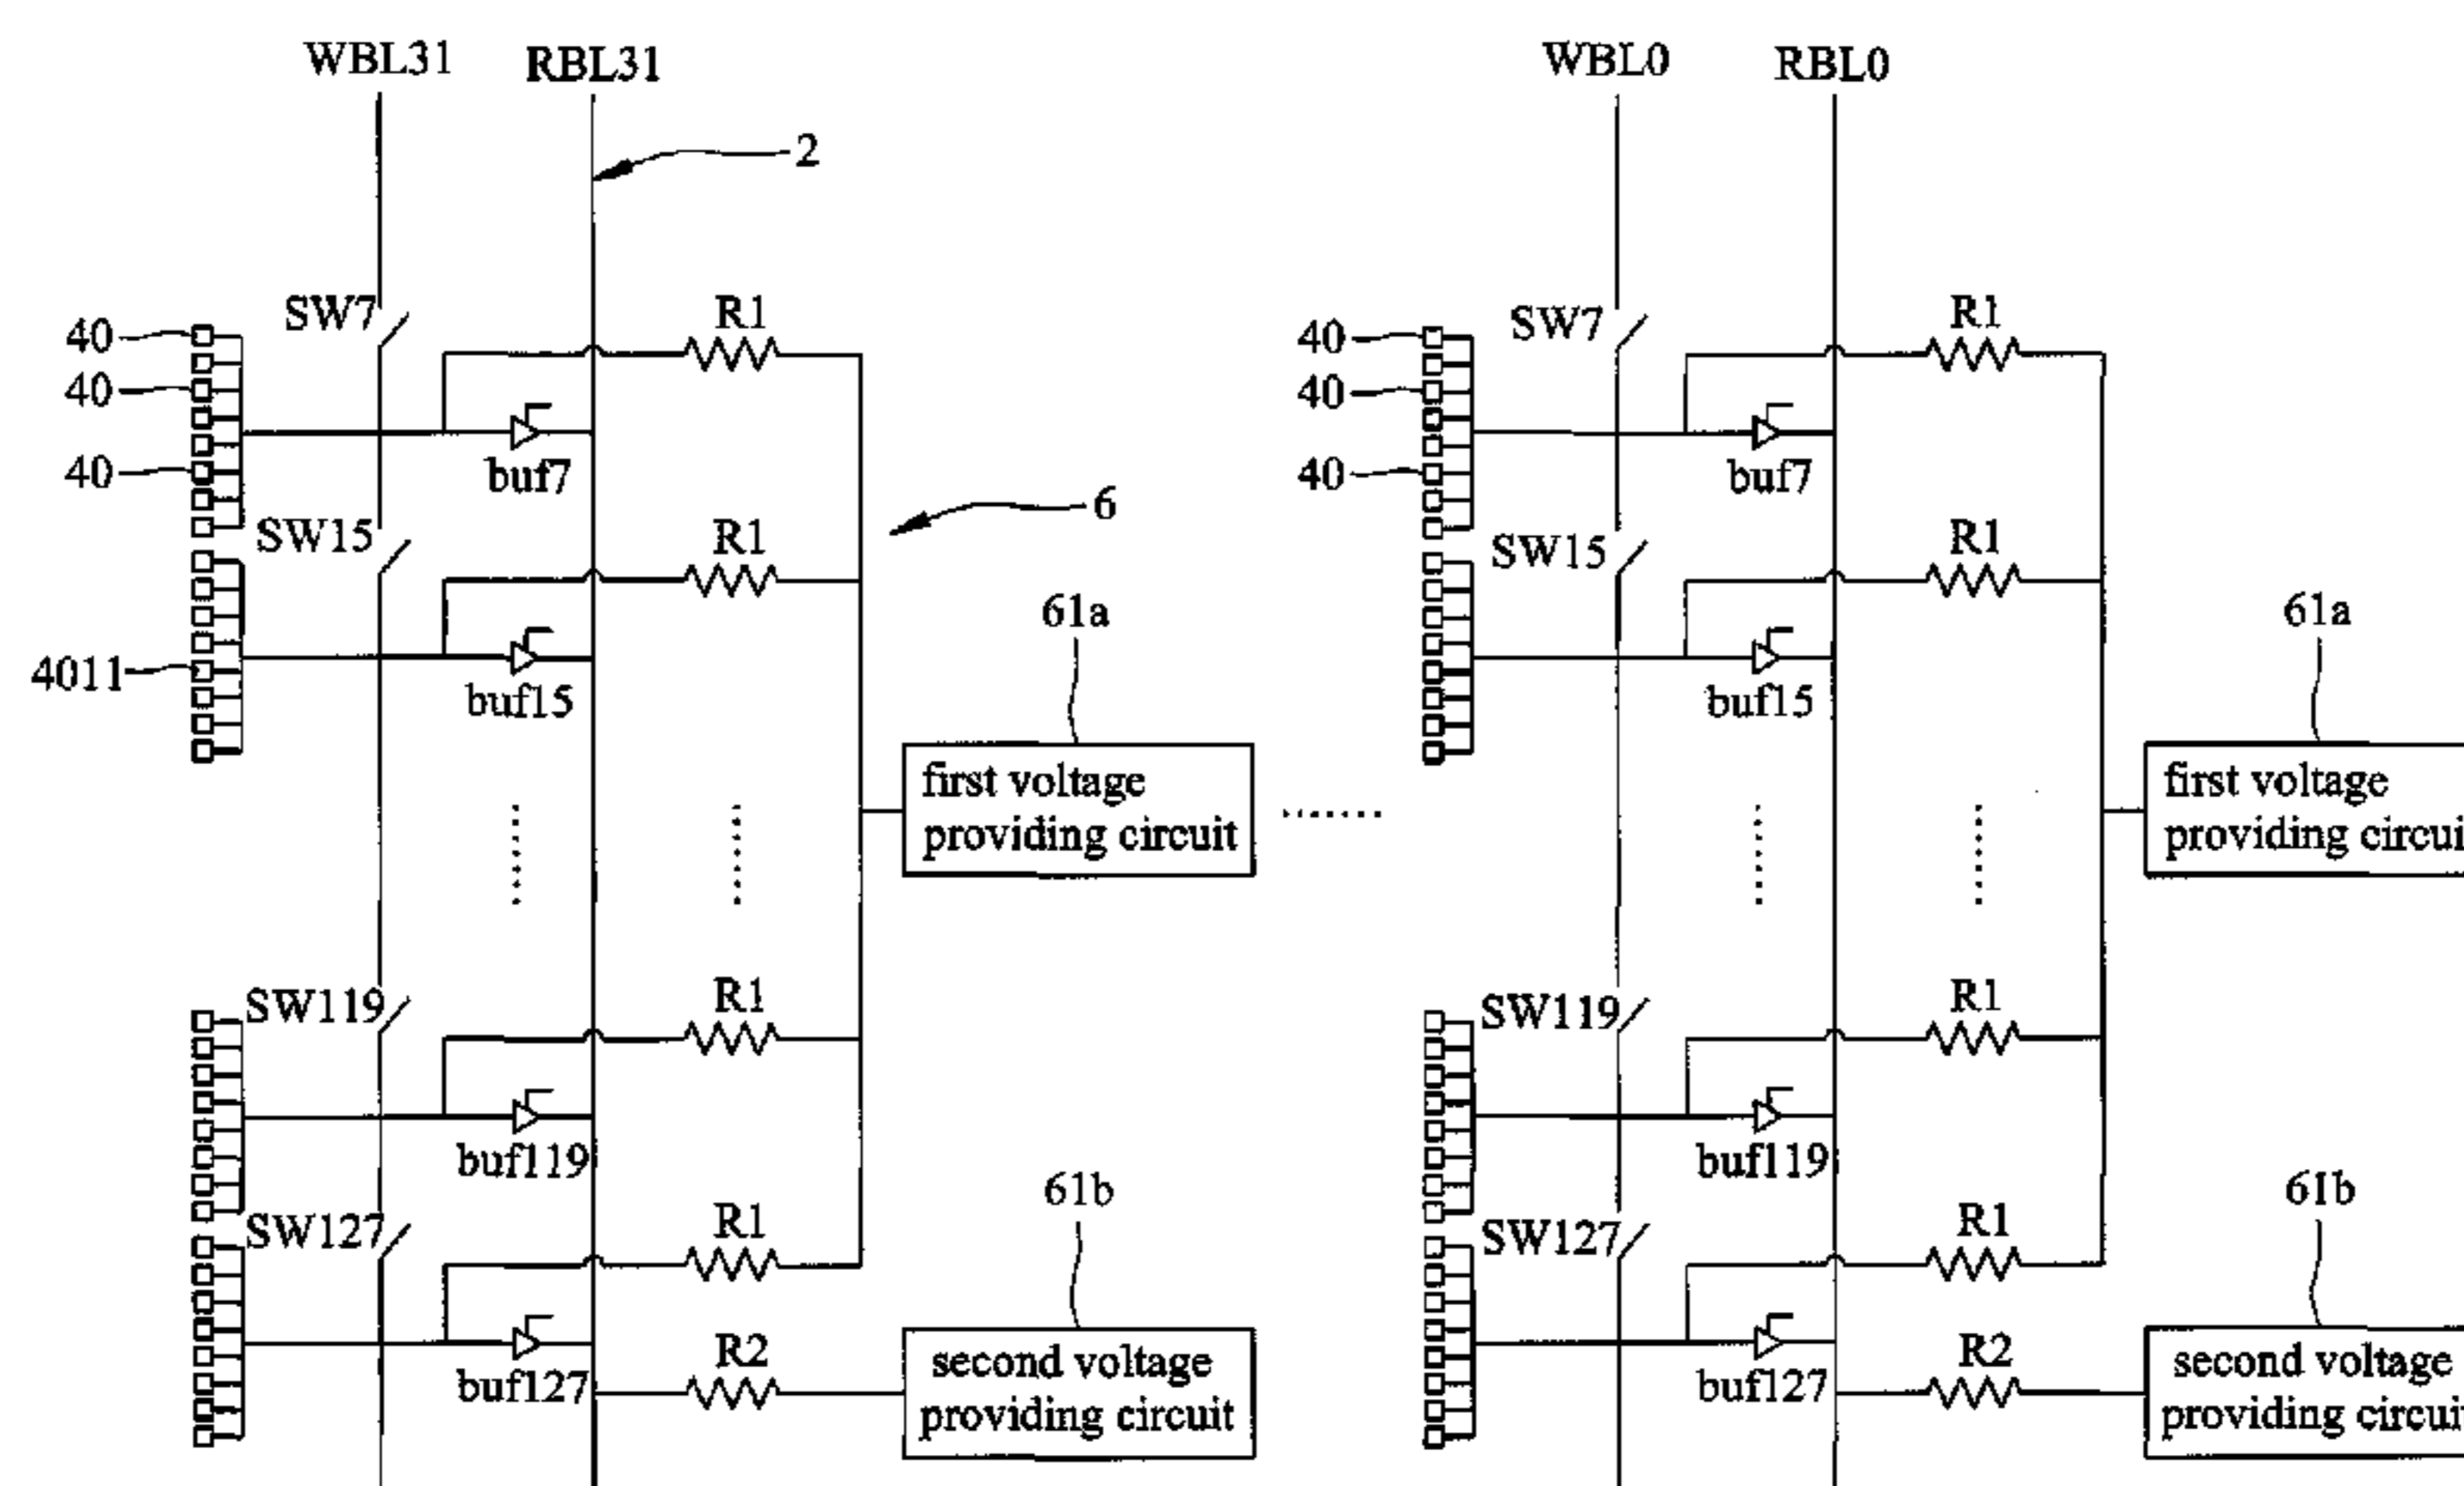 WBL31
RBL31
2
SW7
R1
40
40
40
buf7
SW15
R1
6
4011
buf15
61a
first voltage
providing circuit
SW119
R1
buf119
SW127
R1
61b
buf127
R2
second voltage
providing circuit
WBL0
RBL0
SW7
R1
40
40
40
buf7
SW15
R1
buf15
61a
first voltage
providing circui
SW119
R1
buf119
SW127
R1
61b
buf127
R2
second voltage
providing circui